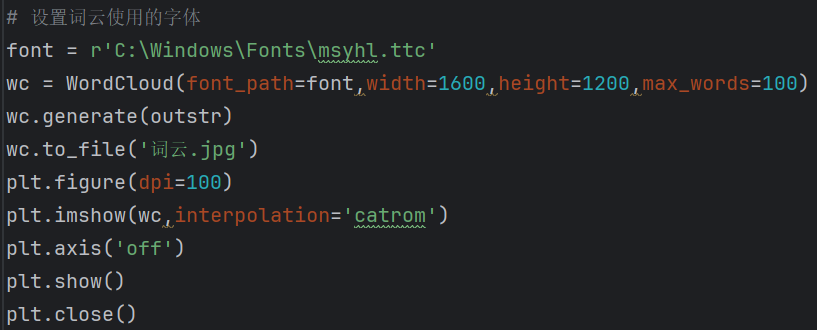 # 设置词云使用的字体
font = r'C:\Windows\Fonts\msyhl.ttc'
wc = WordCloud(font_path=font,width=1600,height=1200,max_words=100)
wc.generate(outstr)
wc.to_file('词云.jpg')
plt.figure(dpi=100)
plt.imshow(wc,interpolation='catrom')
plt.axis('off')
plt.show()
plt.close()